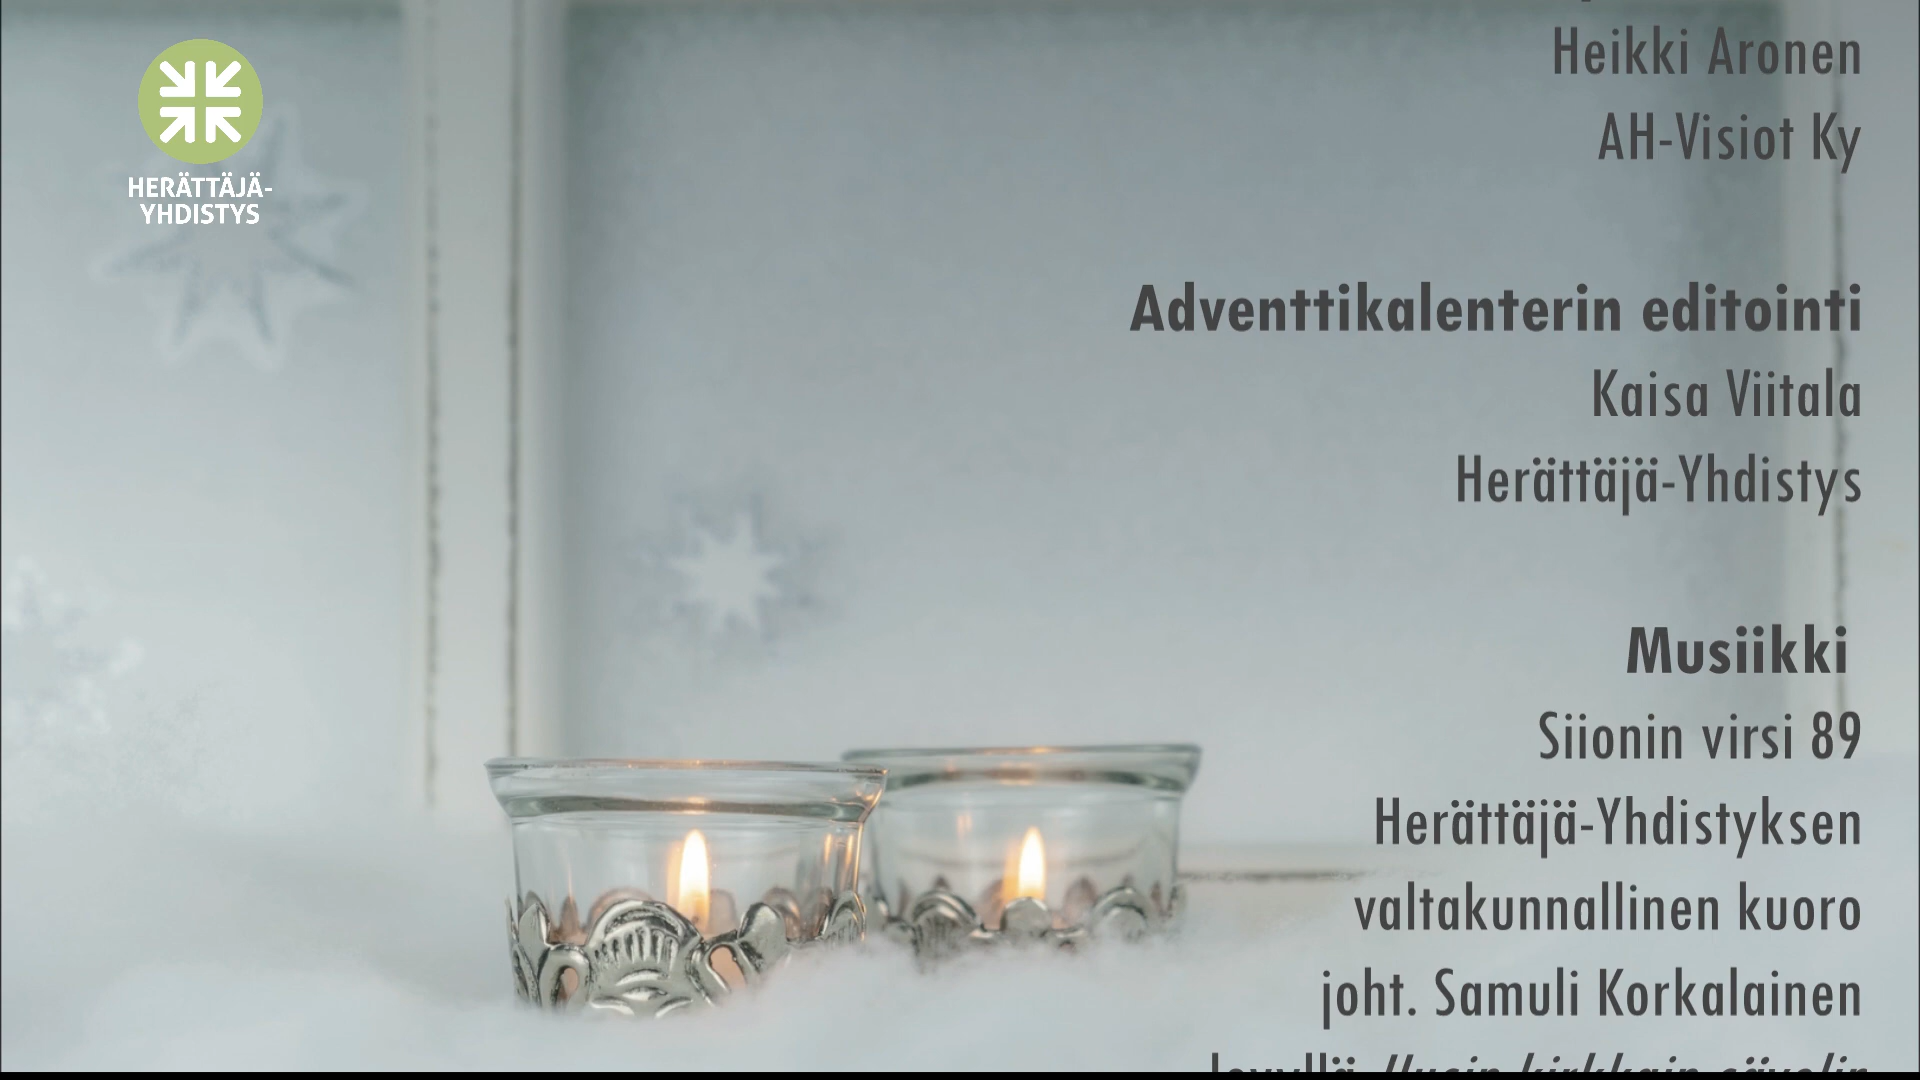 HERÄTTÄJÄ-
YHDISTYS
Heikki Aronen
AH-Visiot Ky
Adventtikalenterin editointi
Kaisa Viitala
Herättäjä-Yhdistys
Musiikki
Siionin virsi 89
Herättäjä-Yhdistyksen
valtakunnallinen kuoro
joht. Samuli Korkalainen